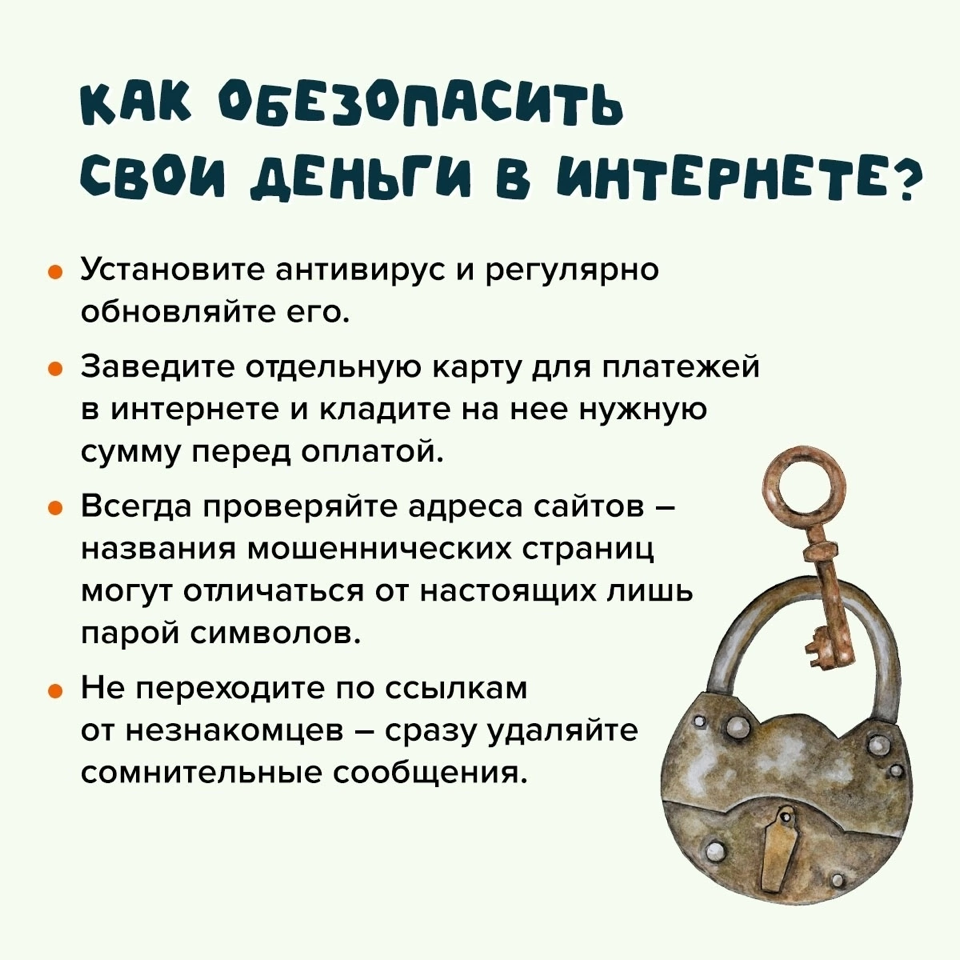 КАК ОБЕЗОПАСИТЬ
СВОИ ДЕНЬГИ В ИНТЕРНЕТЕ?
• Установите антивирус и регулярно
обновляйте его.
• Заведите отдельную карту для платежей
в интернете и кладите на нее нужную
сумму перед оплатой.
• Всегда проверяйте адреса сайтов –
названия мошеннических страниц
могут отличаться от настоящих лишь
парой символов.
• Не переходите по ссылкам
от незнакомцев – сразу удаляйте
сомнительные сообщения.